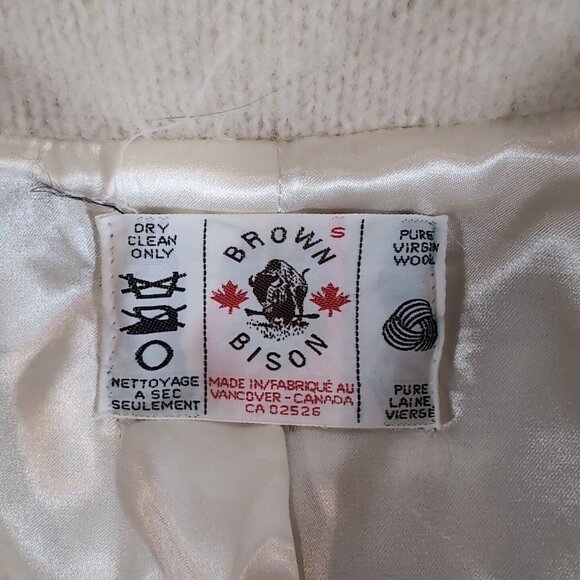 DRY
CLEAN
ONLY
NETTOYAGE
A SEC
SEULEMENT
S
BROWN
BISON
MADE IN/FABRIQUÉ AU
VANCOVER-CANADA
CA 02526
PURE
VIRGIN
WOOL
PURE
LAINE
VIERGE